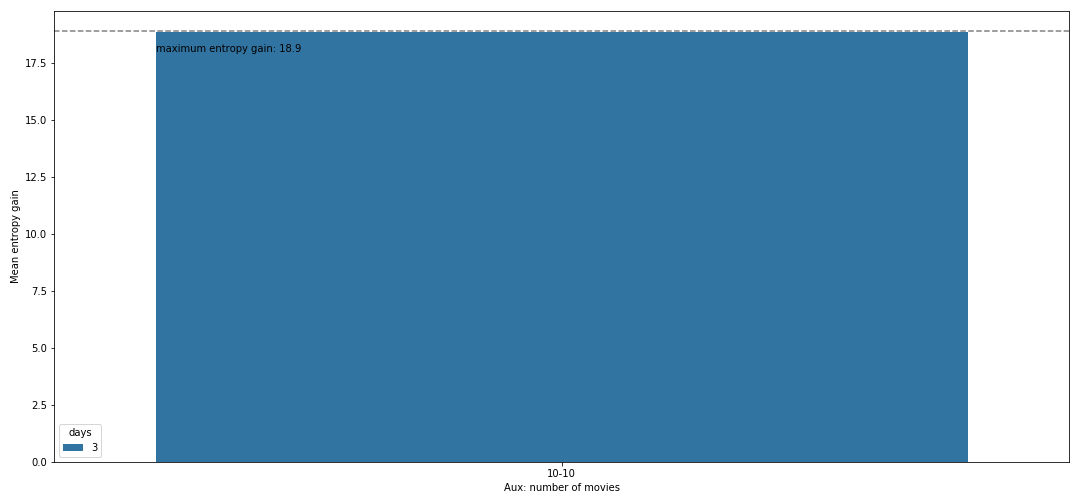 maximum entropy gain: 18.9
17.5
15.0
12.5
10.0
7.5
5.0
2.5
0.0
Mean entropy gain
days
3
10-10
Aux: number of movies